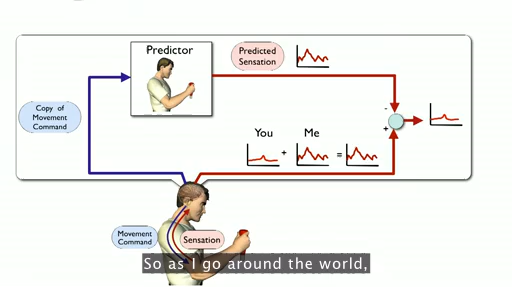 Predictor
Predicted
Sensation
Copy of
Movement
Command
-
+
You
Me
+
=
Movement
Command
Sensation
So as I go around the world,